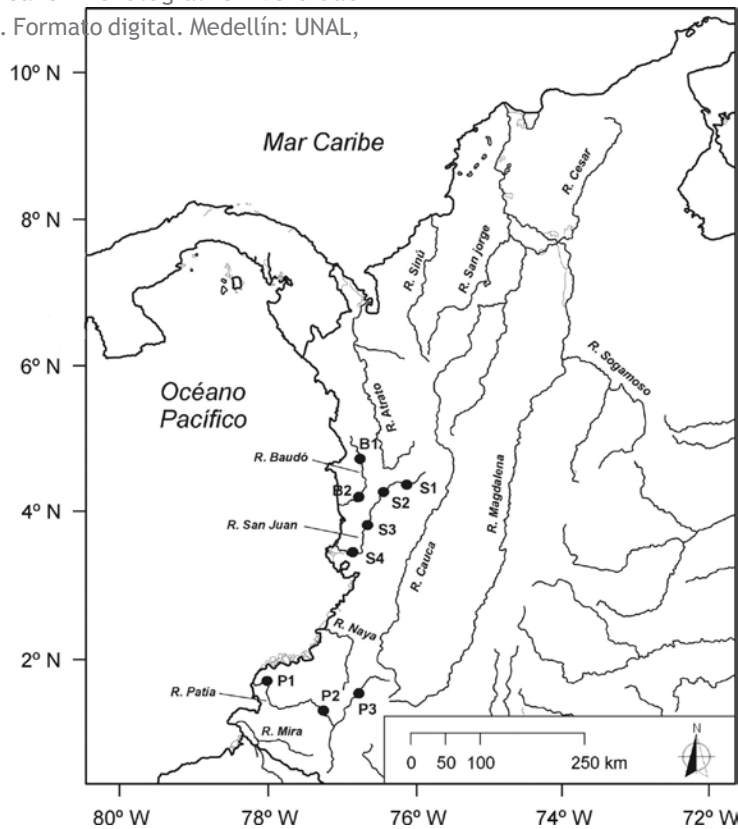 . Formato digital. Medellín: UNAL,
10º N
Mar Caribe
R. Cesar
8º N
R. Sinú
R. San jorge
6º N
R. Sogamoso
Océano
Pacífico
R. Atrato
B1
R. Baudó
R. Magdalena
S1
B2
S2
4º N
S3
R. San Juan
S4
R. Cauca
R. Naya
2º N
P1
R. Patía
P2
P3
R. Mira
N
0 50 100 250 km
80º W 78º W 76º W 74º W 72º W